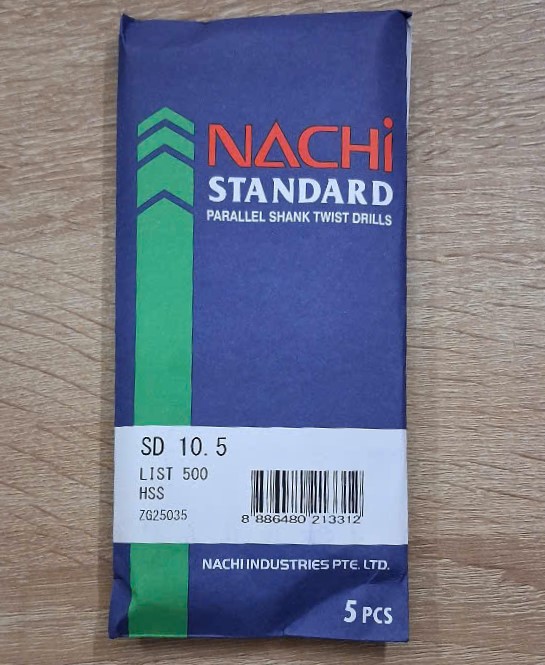 NACHi
STANDARD
PARALLEL SHANK TWIST DRILLS
SD 10.5
LIST 500
HSS
ZG25035
8 886480 213312
NACHI INDUSTRIES PTE. LTD.
5 PCS